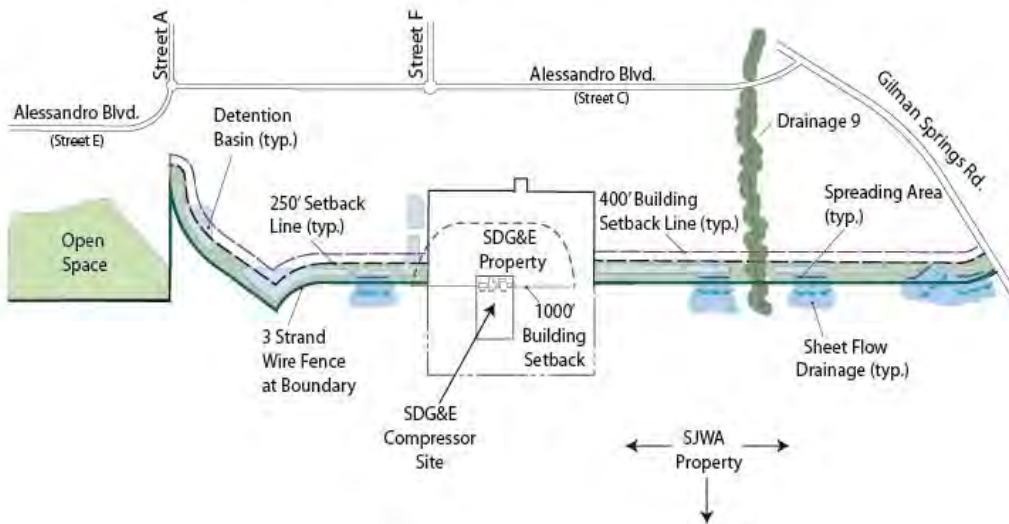 Street A
Street F
Alessandro Blvd.
(Street E)
Alessandro Blvd.
(Street C)
Gilman Springs Rd.
Detention
Basin (typ.)
Drainage 9
250' Setback
Line (typ.)
400' Building
Setback Line (typ.)
Spreading Area
(typ.)
Open
Space
SDG&E
Property
1000'
Building
Setback
3 Strand
Wire Fence
at Boundary
Sheet Flow
Drainage (typ.)
SDG&E
Compressor
Site
SJWA
Property